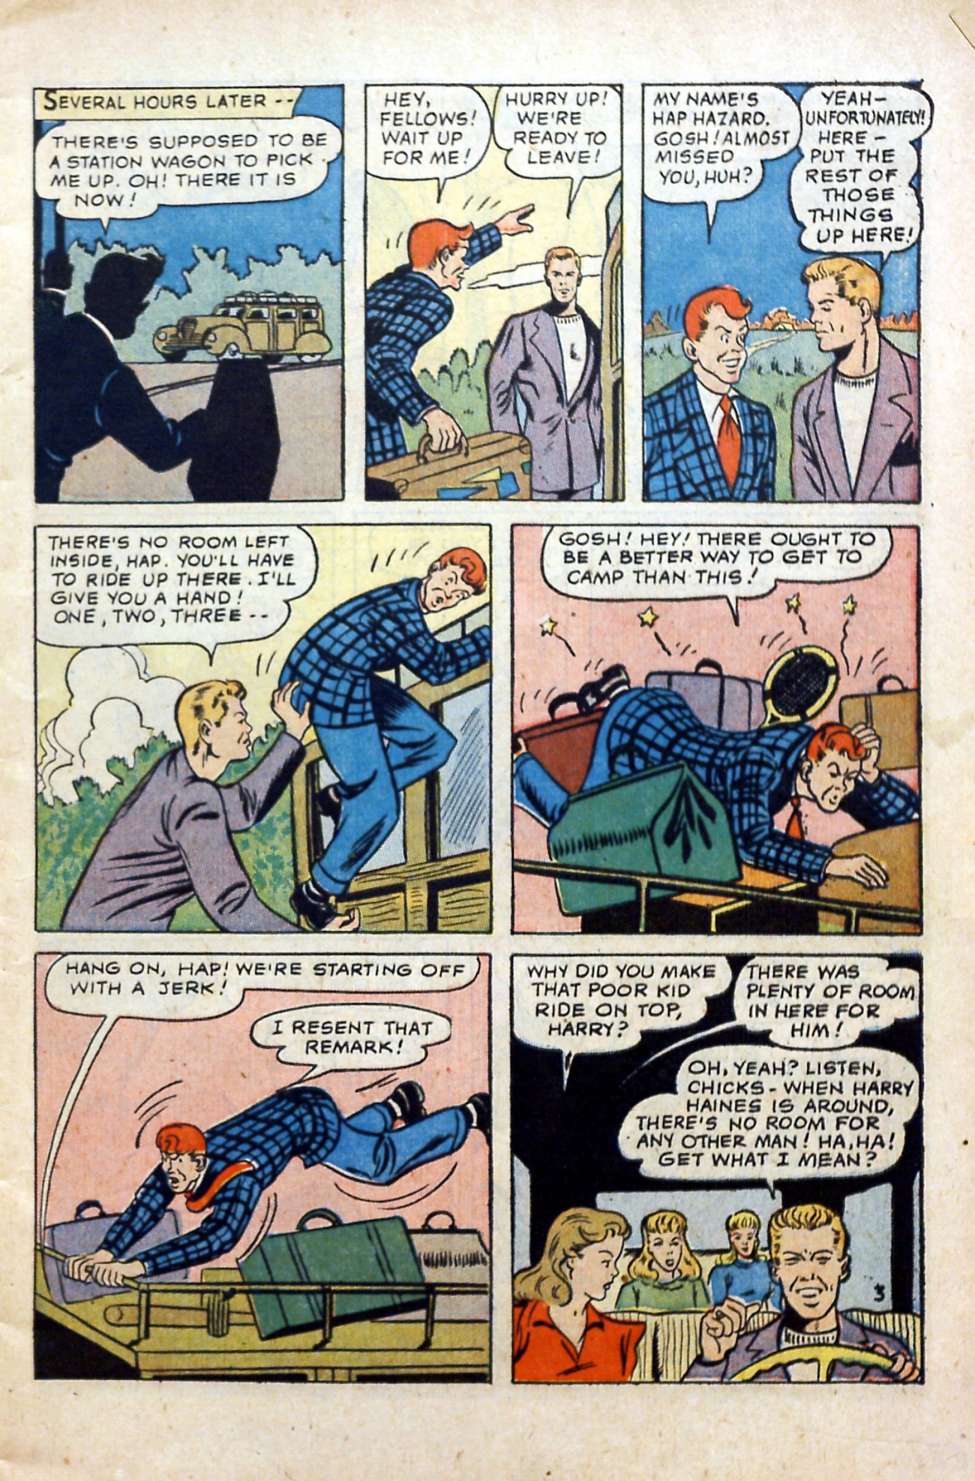 SEVERAL HOURS LATER --
THERE'S SUPPOSED TO BE
A STATION WAGON TO PICK
ME UP. OH! THERE IT IS
NOW!
HEY,
FELLOWS!
WAIT UP
FOR ME!
HURRY UP!
WE'RE
READY TO
LEAVE!
MY NAME'S
HAP HAZARD.
GOSH! ALMOST
MISSED
YOU, HUH?
YEAH-
UNFORTUNATELY!
HERE -
PUT THE
REST OF
THOSE
THINGS
UP HERE!
THERE'S NO ROOM LEFT
INSIDE, HAP. YOU'LL HAVE
TO RIDE UP THERE. I'LL
GIVE YOU A HAND!
ONE, TWO, THREE --
GOSH! HEY! THERE OUGHT TO
BE A BETTER WAY TO GET TO
CAMP THAN THIS!
HANG ON, HAP! WE'RE STARTING OFF
WITH A JERK!
I RESENT THAT
REMARK!
WHY DID YOU MAKE
THAT POOR KID
RIDE ON TOP,
HARRY?
THERE WAS
PLENTY OF ROOM
IN HERE FOR
HIM!
OH, YEAH? LISTEN,
CHICKS - WHEN HARRY
HAINES IS AROUND,
THERE'S NO ROOM FOR
ANY OTHER MAN! HA, HA!
GET WHAT I MEAN?
3